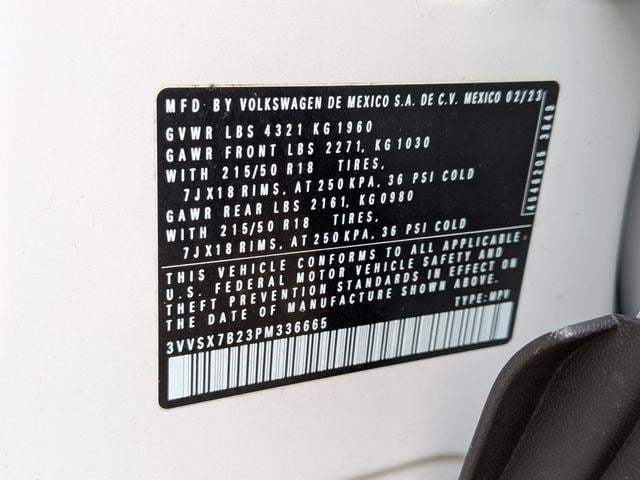 MFD BY VOLKSWAGEN DE MEXICO S.A. DE C.V. MEXICO 02/23
GVWR LBS 4321 KG 1960
GAWR FRONT LBS 2271, KG 1030
WITH 215/50 R18 TIRES,
7JX18 RIMS, AT 250 KPA, 36 PSI COLD
GAWR REAR LBS 2161, KG 0980
WITH 215/50 R18 TIRES,
7JX18 RIMS, AT 250 KPA, 36 PSI COLD
THIS VEHICLE CONFORMS TO ALL APPLICABLE
U.S. FEDERAL MOTOR VEHICLE SAFETY AND
THEFT PREVENTION STANDARDS IN EFFECT ON
THE DATE OF MANUFACTURE SHOWN ABOVE.
TYPE: MPV
3VVSX7B23PM336665